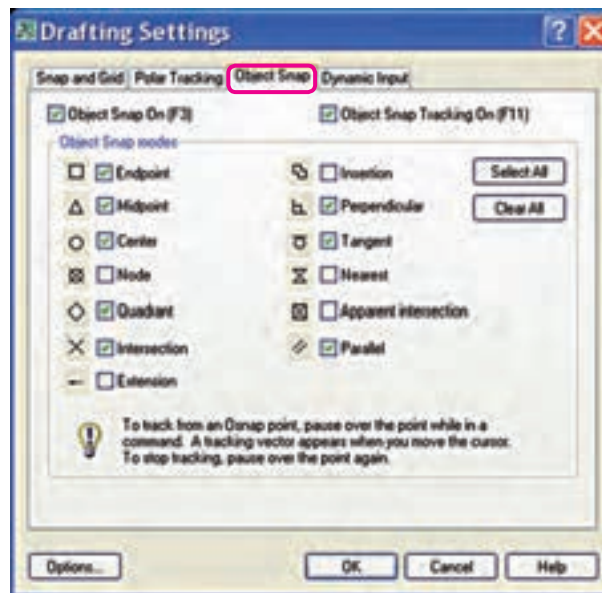 Drafting Settings
Snap and Grid Polar Tracking Object Snap Dynamic Input
Object Snap On (F3) Object Snap Tracking On (F11)
Object Snap modes
Endpoint Insertion Select All
Midpoint Perpendicular Clear All
Center Tangent
Node Nearest
Quadrant Apparent intersection
Intersection Parallel
Extension
To track from an Osnap point, pause over the point while in a
command. A tracking vector appears when you move the cursor.
To stop tracking, pause over the point again.
Options... OK Cancel Help